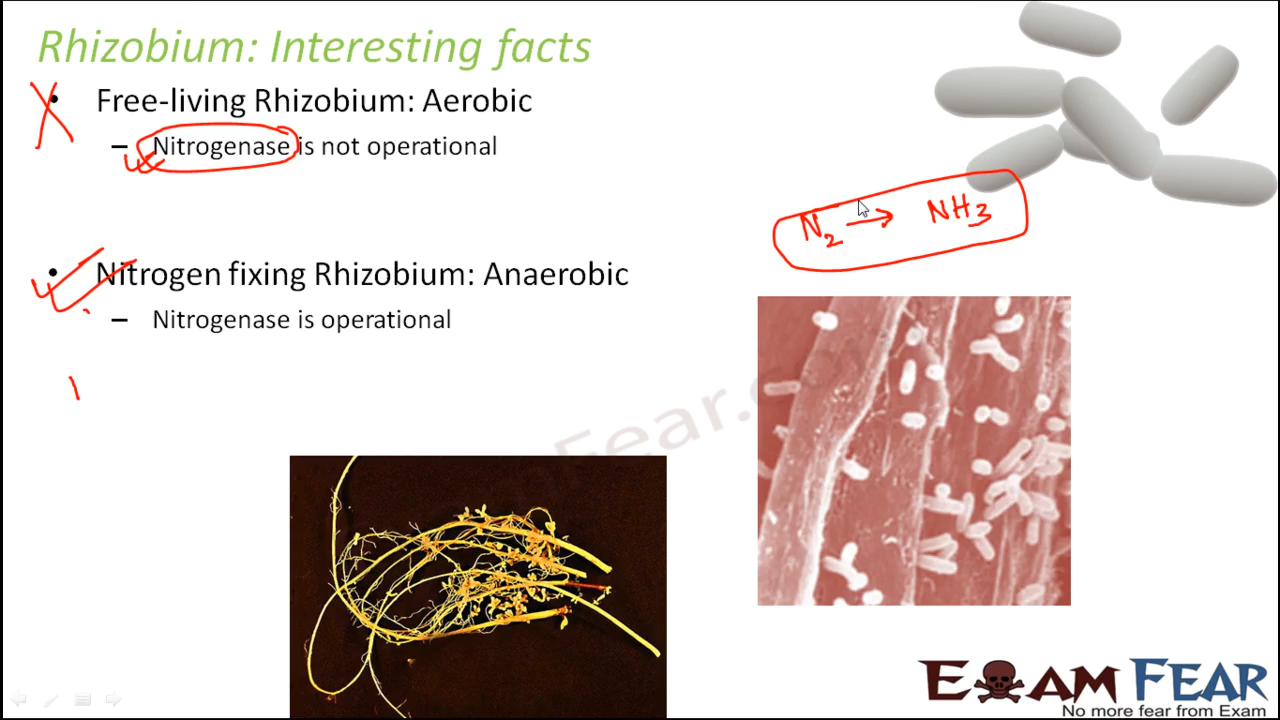 Rhizobium: Interesting facts
• Free-living Rhizobium: Aerobic
– Nitrogenase is not operational
N2 → NH3
• Nitrogen fixing Rhizobium: Anaerobic
– Nitrogenase is operational
Fear.c
EXAM FEAR
No more fear from Exam